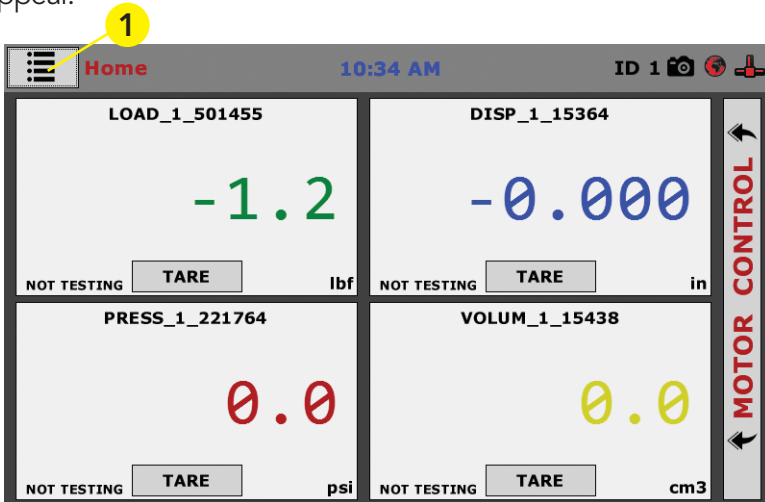 ppear.
1
Home 10:34 AM ID 1
LOAD_1_501455
-1.2
NOT TESTING TARE lbf
DISP_1_15364
-0.000
NOT TESTING TARE in
PRESS_1_221764
0.0
NOT TESTING TARE psi
VOLUM_1_15438
0.0
NOT TESTING TARE cm3
MOTOR CONTROL